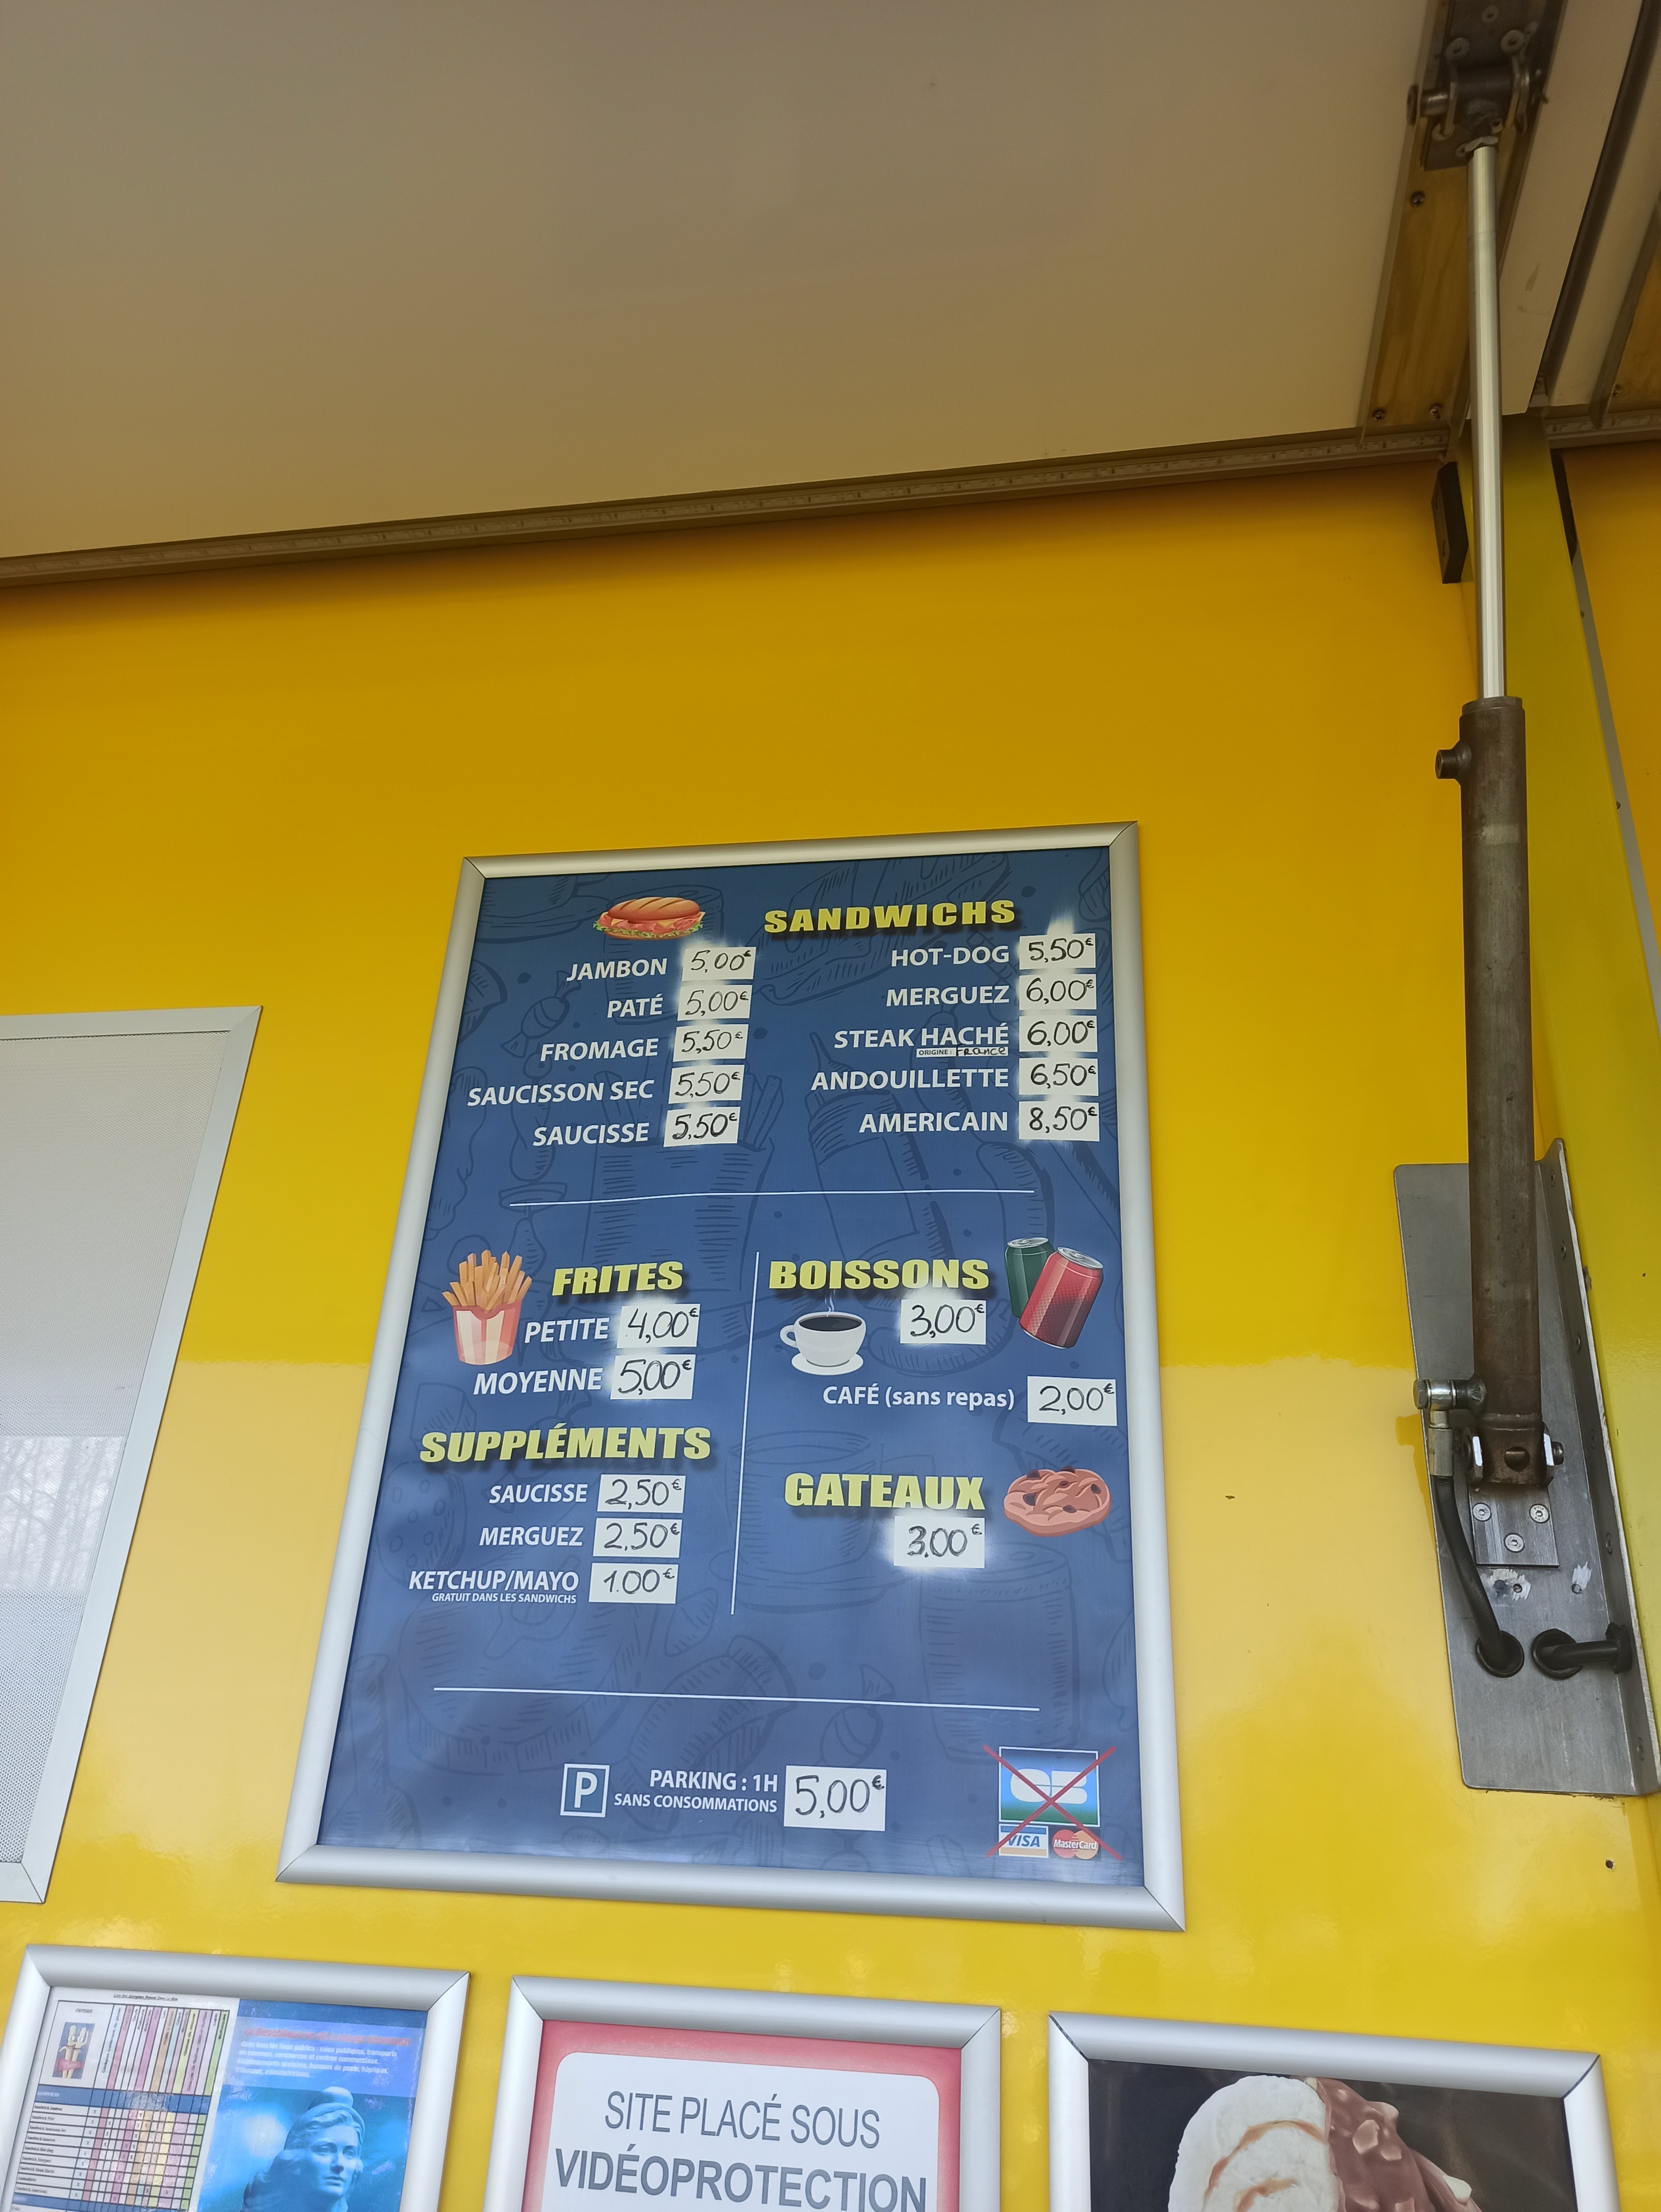 SANDWICHS
JAMBON 5,00€
PATÉ 5,00€
FROMAGE 5,50€
SAUCISSON SEC 5,50€
SAUCISSE 5,50€
HOT-DOG 5,50€
MERGUEZ 6,00€
STEAK HACHÉ 6,00€
ORIGINE : France
ANDOUILLETTE 6,50€
AMERICAIN 8,50€
FRITES
PETITE 4,00€
MOYENNE 5,00€
SUPPLÉMENTS
SAUCISSE 2,50€
MERGUEZ 2,50€
KETCHUP/MAYO 1.00€
GRATUIT DANS LES SANDWICHS
BOISSONS
3,00€
CAFÉ (sans repas) 2,00€
GATEAUX
3.00€
P
PARKING : 1H
SANS CONSOMMATIONS 5,00€
CB
VISA MasterCard
SITE PLACÉ SOUS
VIDÉOPROTECTION